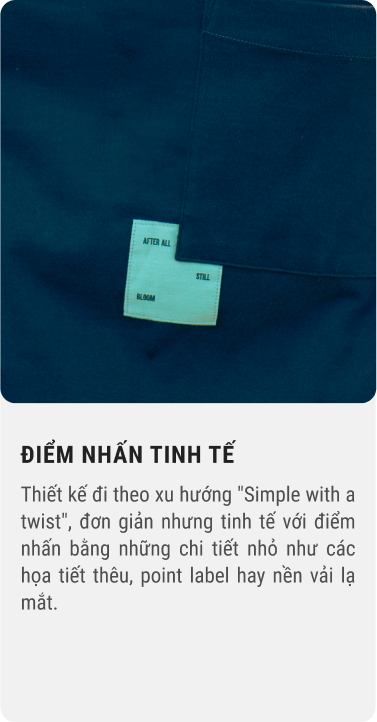 AFTER ALL
STILL
BLOOM
ĐIỂM NHẤN TINH TẾ
Thiết kế đi theo xu hướng "Simple with a
twist", đơn giản nhưng tinh tế với điểm
nhấn bằng những chi tiết nhỏ như các
họa tiết thêu, point label hay nền vải lạ
mắt.